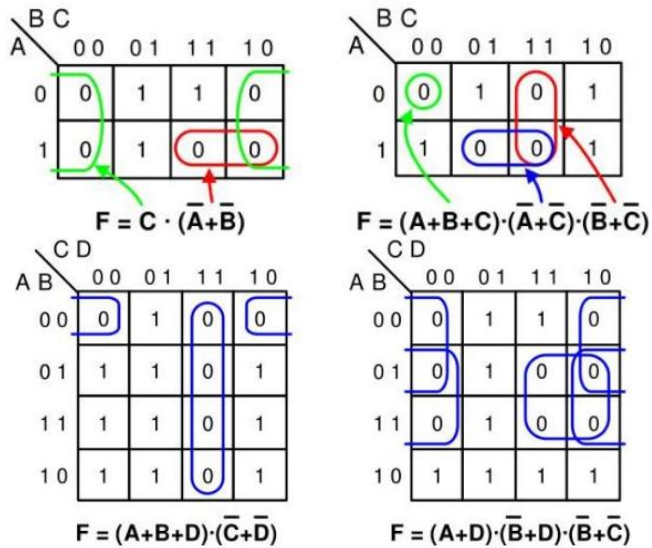 B C
A 0 0 0 1 1 1 1 0
0 0 1 1 0
1 0 1 0 0
F = C · (A̅+B̅)
B C
A 0 0 0 1 1 1 1 0
0 0 1 0 1
1 1 0 0 1
F = (A+B+C)·(A̅+C̅)·(B̅+C̅)
C D
A B 0 0 0 1 1 1 1 0
0 0 0 1 0 0
0 1 1 1 0 1
1 1 1 1 0 1
1 0 1 1 0 1
F = (A+B+D)·(C̅+D̅)
C D
A B 0 0 0 1 1 1 1 0
0 0 0 1 1 0
0 1 0 1 0 0
1 1 0 1 0 0
1 0 1 1 1 1
F = (A+D)·(B̅+D)·(B̅+C̅)